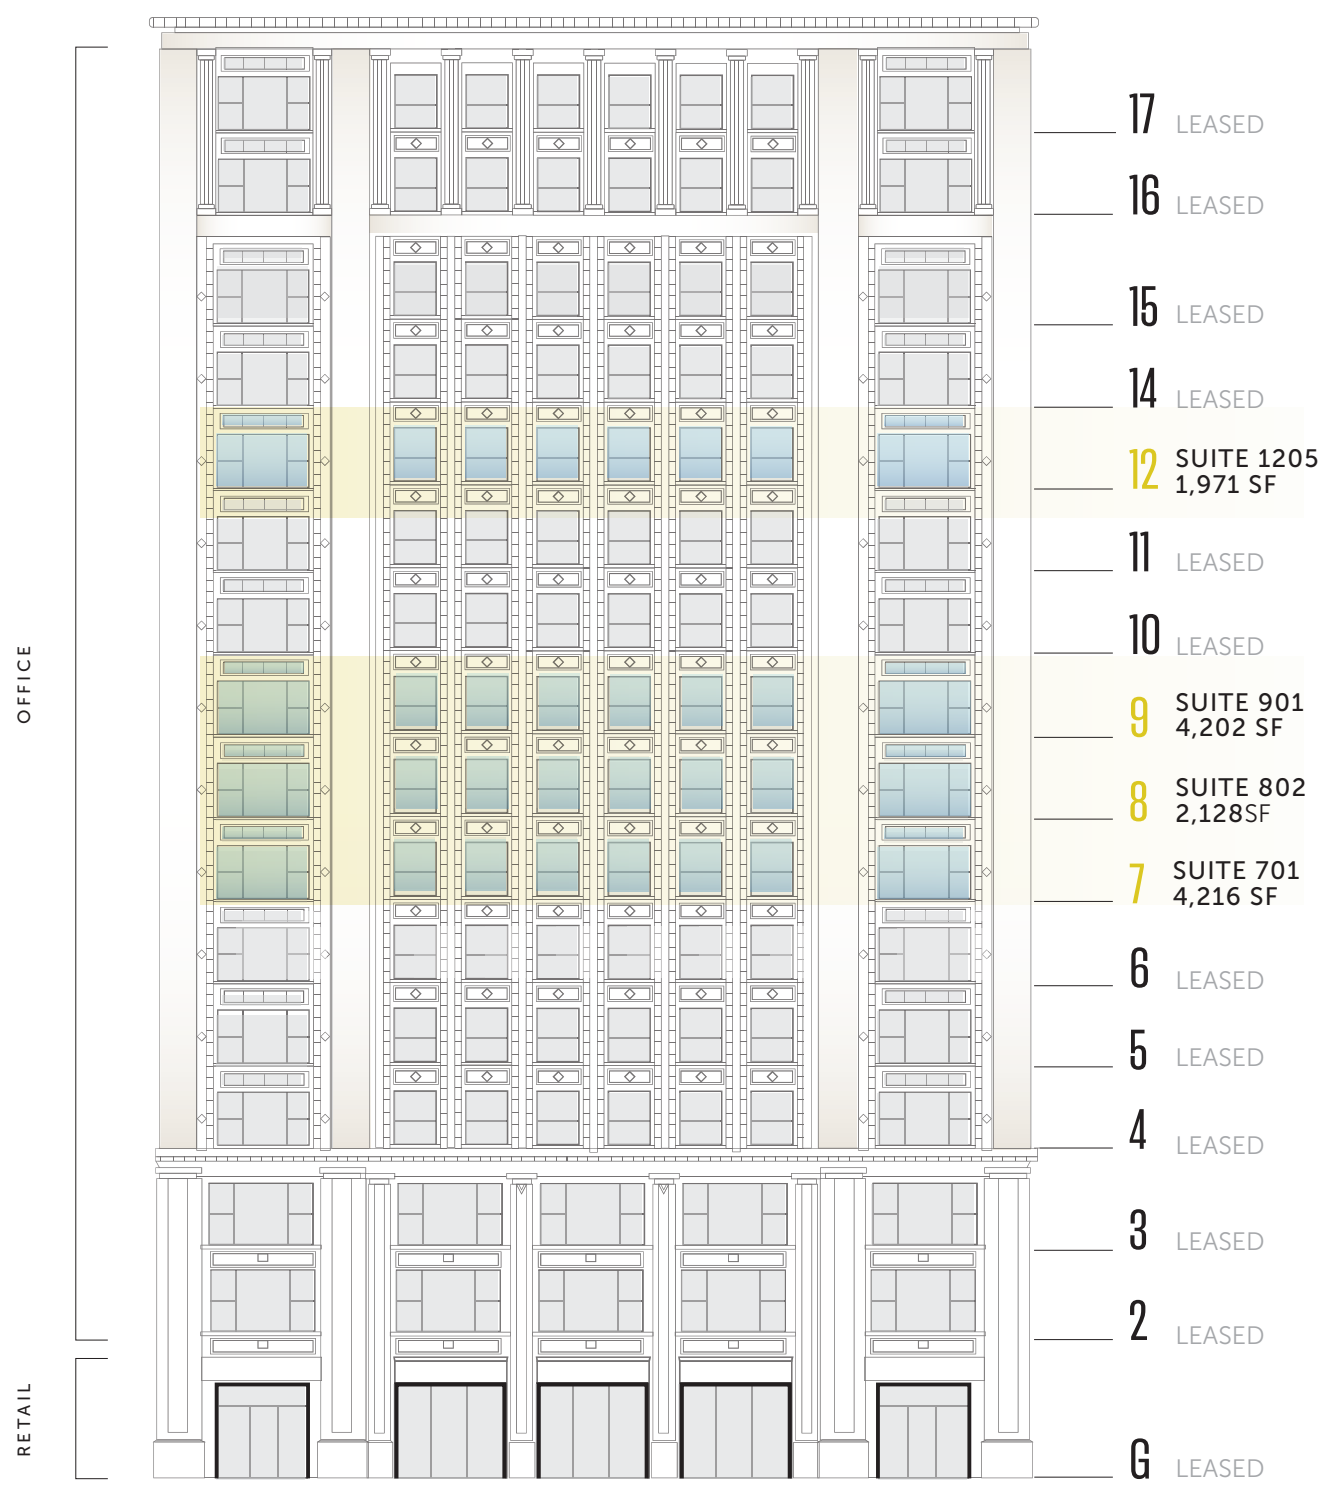 17 LEASED
16 LEASED
15 LEASED
14 LEASED
12 SUITE 1205
1,971 SF
11 LEASED
10 LEASED
9 SUITE 901
4,202 SF
8 SUITE 802
2,128SF
7 SUITE 701
4,216 SF
6 LEASED
5 LEASED
4 LEASED
3 LEASED
2 LEASED
G LEASED
OFFICE
RETAIL